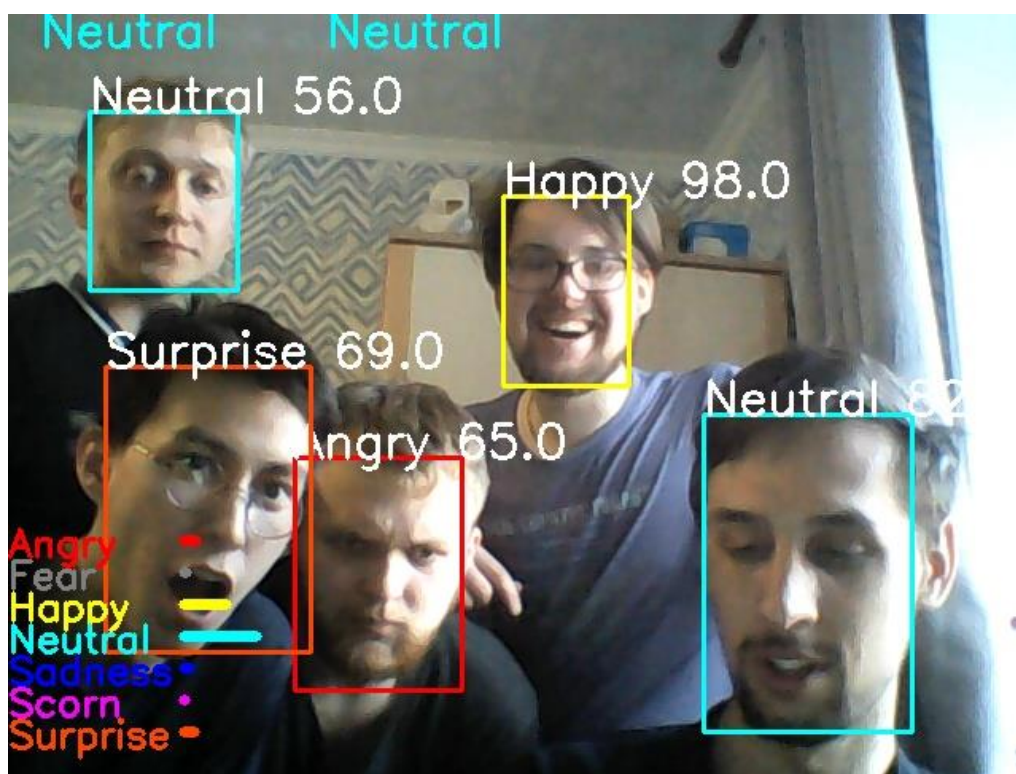 Neutral Neutral
Neutral 56.0
Happy 98.0
Surprise 69.0
Neutral 82
Angry 65.0
Angry
Fear
Happy
Neutral
Sadness
Scorn
Surprise